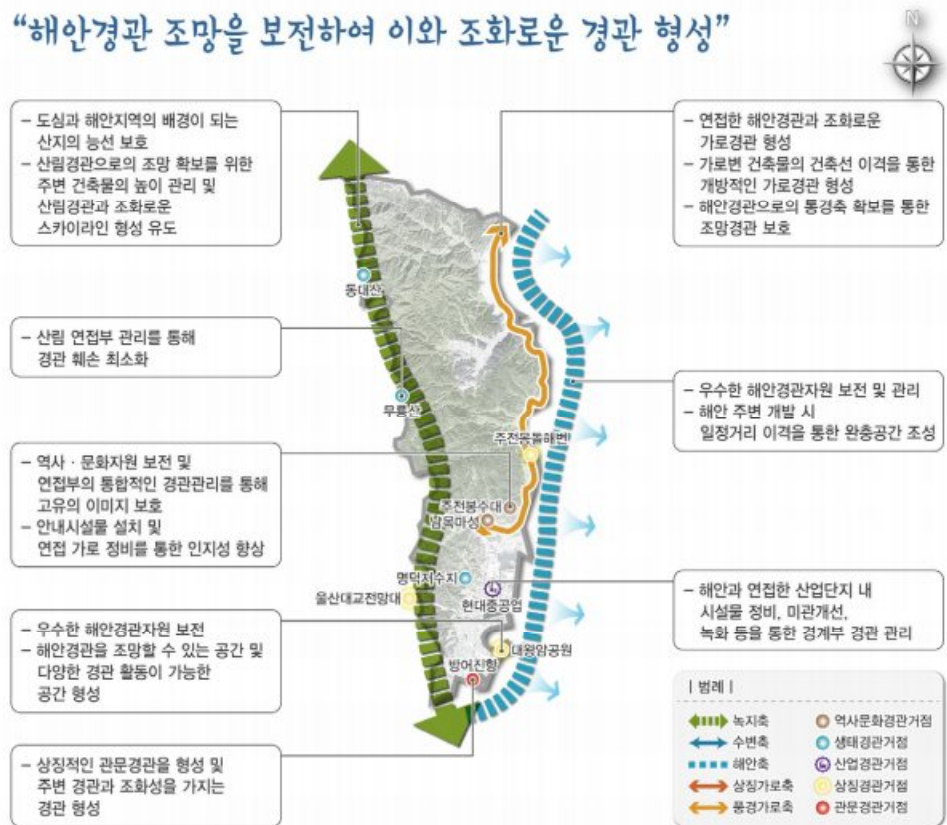 “해안경관 조망을 보전하여 이와 조화로운 경관 형성”
N
– 도심과 해안지역의 배경이 되는
산지의 능선 보호
– 산림경관으로의 조망 확보를 위한
주변 건축물의 높이 관리 및
산림경관과 조화로운
스카이라인 형성 유도
– 산림 연접부 관리를 통해
경관 훼손 최소화
– 역사 · 문화자원 보전 및
연접부의 통합적인 경관관리를 통해
고유의 이미지 보호
– 안내시설물 설치 및
연접 가로 정비를 통한 인지성 향상
– 우수한 해안경관자원 보전
– 해안경관을 조망할 수 있는 공간 및
다양한 경관 활동이 가능한
공간 형성
– 상징적인 관문경관을 형성 및
주변 경관과 조화성을 가지는
경관 형성
동대산
무룡산
주전몽돌해변
주전봉수대
남목마성
명덕저수지
울산대교전망대
현대중공업
대왕암공원
방어진항
– 연접한 해안경관과 조화로운
가로경관 형성
– 가로변 건축물의 건축선 이격을 통한
개방적인 가로경관 형성
– 해안경관으로의 통경축 확보를 통한
조망경관 보호
– 우수한 해안경관자원 보전 및 관리
– 해안 주변 개발 시
일정거리 이격을 통한 완충공간 조성
– 해안과 연접한 산업단지 내
시설물 정비, 미관개선,
녹화 등을 통한 경계부 경관 관리
| 범례 |
녹지축
수변축
해안축
상징가로축
풍경가로축
역사문화경관거점
생태경관거점
산업경관거점
상징경관거점
관문경관거점